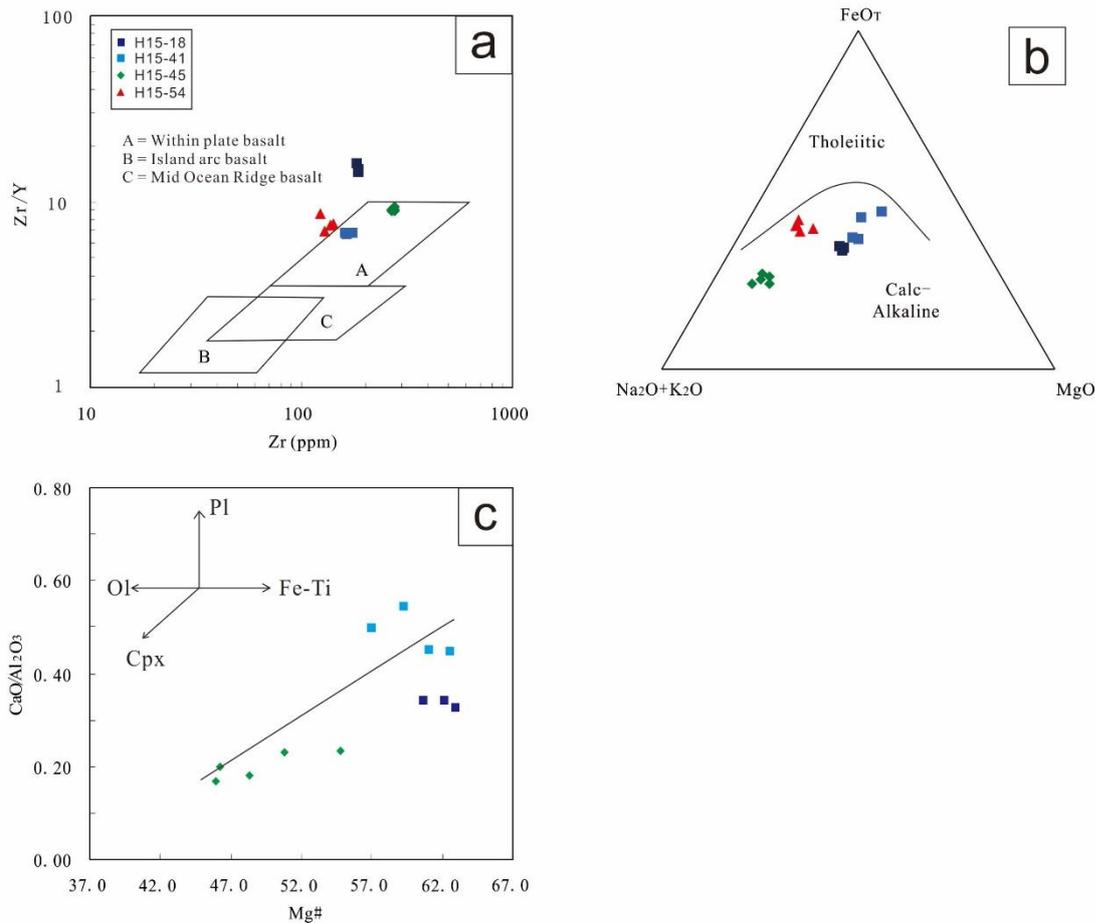 a
100
H15-18
H15-41
H15-45
H15-54
A = Within plate basalt
B = Island arc basalt
C = Mid Ocean Ridge basalt
Zr/Y
10
A
C
B
1
10
100
1000
Zr (ppm)
b
FeOT
Tholeiitic
Calc-
Alkaline
Na2O+K2O
MgO
c
0. 80
Pl
0. 60
Ol
Fe-Ti
Cpx
CaO/Al2O3
0. 40
0. 20
0. 00
37. 0
42. 0
47. 0
52. 0
57. 0
62. 0
67. 0
Mg#